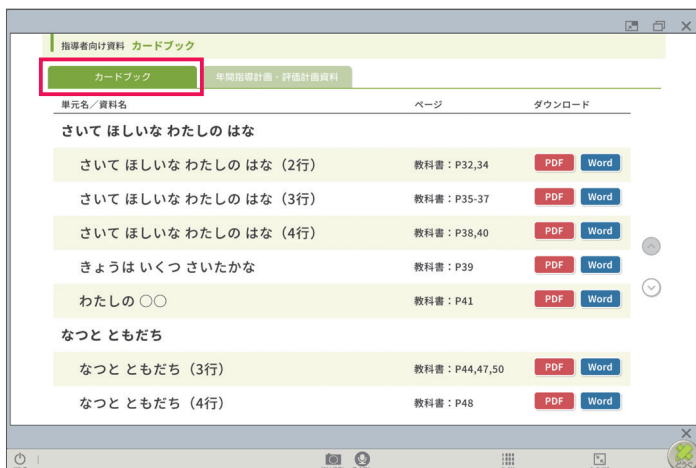 指導者向け資料 カードブック
カードブック 年間指導計画・評価計画資料
単元名／資料名 ページ ダウンロード
さいて ほしいな わたしの はな
さいて ほしいな わたしの はな（2行） 教科書：P32,34 PDF Word
さいて ほしいな わたしの はな（3行） 教科書：P35-37 PDF Word
さいて ほしいな わたしの はな（4行） 教科書：P38,40 PDF Word
きょうは いくつ さいたかな 教科書：P39 PDF Word
わたしの ○○ 教科書：P41 PDF Word
なつと ともだち
なつと ともだち（3行） 教科書：P44,47,50 PDF Word
なつと ともだち（4行） 教科書：P48 PDF Word